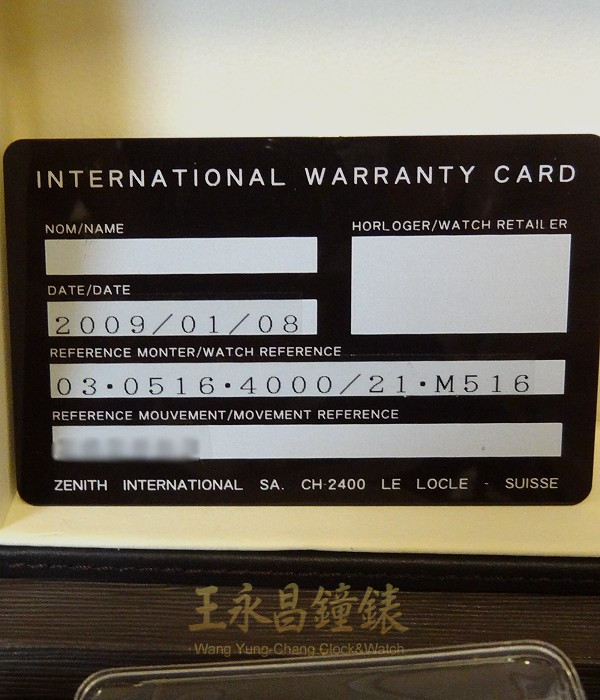 INTERNATIONAL WARRANTY CARD
NOM/NAME
HORLOGER/WATCH RETAILER
DATE/DATE
2009/01/08
REFERENCE MONTER/WATCH REFERENCE
03·0516·4000/21·M516
REFERENCE MOUVEMENT/MOVEMENT REFERENCE
ZENITH INTERNATIONAL SA. CH-2400 LE LOCLE - SUISSE
王永昌鐘錶
Wang Yung-Chang Clock&Watch